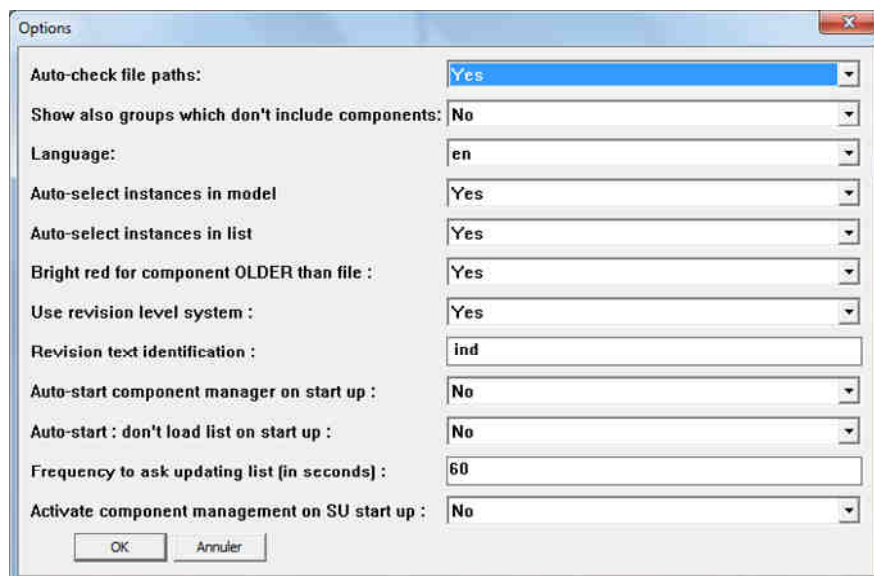 Options
Auto-check file paths: Yes
Show also groups which don't include components: No
Language: en
Auto-select instances in model Yes
Auto-select instances in list Yes
Bright red for component OLDER than file : Yes
Use revision level system : Yes
Revision text identification : ind
Auto-start component manager on start up : No
Auto-start : don't load list on start up : No
Frequency to ask updating list (in seconds) : 60
Activate component management on SU start up : No
OK Annuler